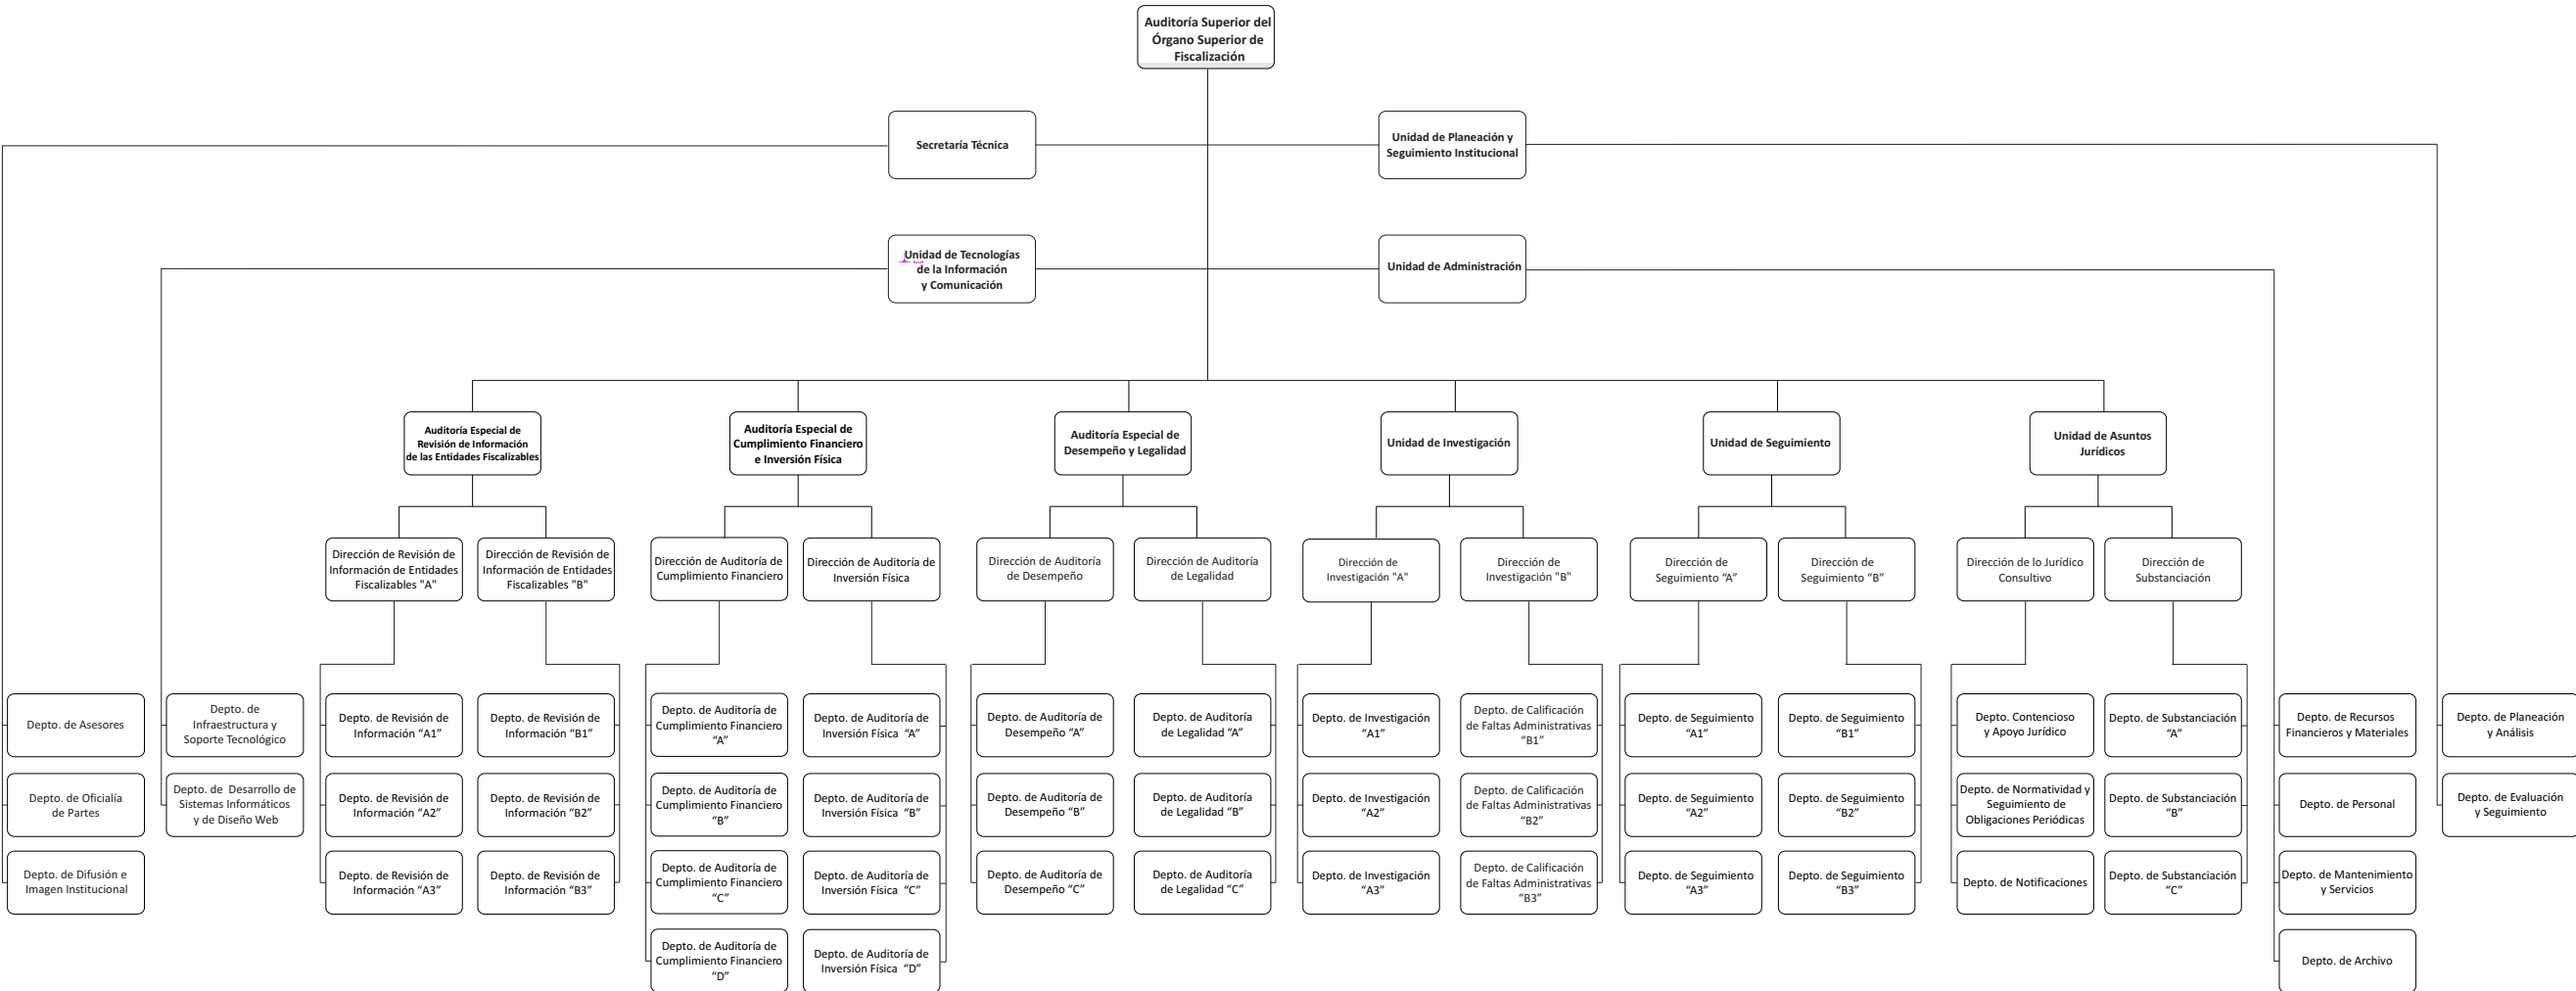 Auditoría Superior del
Órgano Superior de
Fiscalización
Secretaría Técnica
Unidad de Planeación y
Seguimiento Institucional
Unidad de Tecnologías
de la Información
y Comunicación
Unidad de Administración
Auditoría Especial de
Revisión de Información
de las Entidades Fiscalizables
Auditoría Especial de
Cumplimiento Financiero
e Inversión Física
Auditoría Especial de
Desempeño y Legalidad
Unidad de Investigación
Unidad de Seguimiento
Unidad de Asuntos
Jurídicos
Dirección de Revisión de
Información de Entidades
Fiscalizables "A"
Dirección de Revisión de
Información de Entidades
Fiscalizables "B"
Dirección de Auditoría de
Cumplimiento Financiero
Dirección de Auditoría de
Inversión Física
Dirección de Auditoría
de Desempeño
Dirección de Auditoría
de Legalidad
Dirección de
Investigación "A"
Dirección de
Investigación "B"
Dirección de
Seguimiento “A”
Dirección de
Seguimiento “B”
Dirección de lo Jurídico
Consultivo
Dirección de
Substanciación
Depto. de Asesores
Depto. de
Infraestructura y
Soporte Tecnológico
Depto. de Revisión de
Información “A1”
Depto. de Revisión de
Información “B1”
Depto. de Auditoría de
Cumplimiento Financiero
“A”
Depto. de Auditoría de
Inversión Física “A”
Depto. de Auditoría de
Desempeño “A”
Depto. de Auditoría
de Legalidad “A”
Depto. de Investigación
“A1”
Depto. de Calificación
de Faltas Administrativas
“B1”
Depto. de Seguimiento
“A1”
Depto. de Seguimiento
“B1”
Depto. Contencioso
y Apoyo Jurídico
Depto. de Substanciación
“A”
Depto. de Recursos
Financieros y Materiales
Depto. de Planeación
y Análisis
Depto. de Oficialía
de Partes
Depto. de Desarrollo de
Sistemas Informáticos
y de Diseño Web
Depto. de Revisión de
Información “A2”
Depto. de Revisión de
Información “B2”
Depto. de Auditoría de
Cumplimiento Financiero
“B”
Depto. de Auditoría de
Inversión Física “B”
Depto. de Auditoría de
Desempeño “B”
Depto. de Auditoría
de Legalidad “B”
Depto. de Investigación
“A2”
Depto. de Calificación
de Faltas Administrativas
“B2”
Depto. de Seguimiento
“A2”
Depto. de Seguimiento
“B2”
Depto. de Normatividad y
Seguimiento de
Obligaciones Periódicas
Depto. de Substanciación
“B”
Depto. de Personal
Depto. de Evaluación
y Seguimiento
Depto. de Difusión e
Imagen Institucional
Depto. de Revisión de
Información “A3”
Depto. de Revisión de
Información “B3”
Depto. de Auditoría de
Cumplimiento Financiero
“C”
Depto. de Auditoría de
Inversión Física “C”
Depto. de Auditoría de
Desempeño “C”
Depto. de Auditoría
de Legalidad “C”
Depto. de Investigación
“A3”
Depto. de Calificación
de Faltas Administrativas
“B3”
Depto. de Seguimiento
“A3”
Depto. de Seguimiento
“B3”
Depto. de Notificaciones
Depto. de Substanciación
“C”
Depto. de Mantenimiento
y Servicios
Depto. de Auditoría de
Cumplimiento Financiero
“D”
Depto. de Auditoría de
Inversión Física “D”
Depto. de Archivo